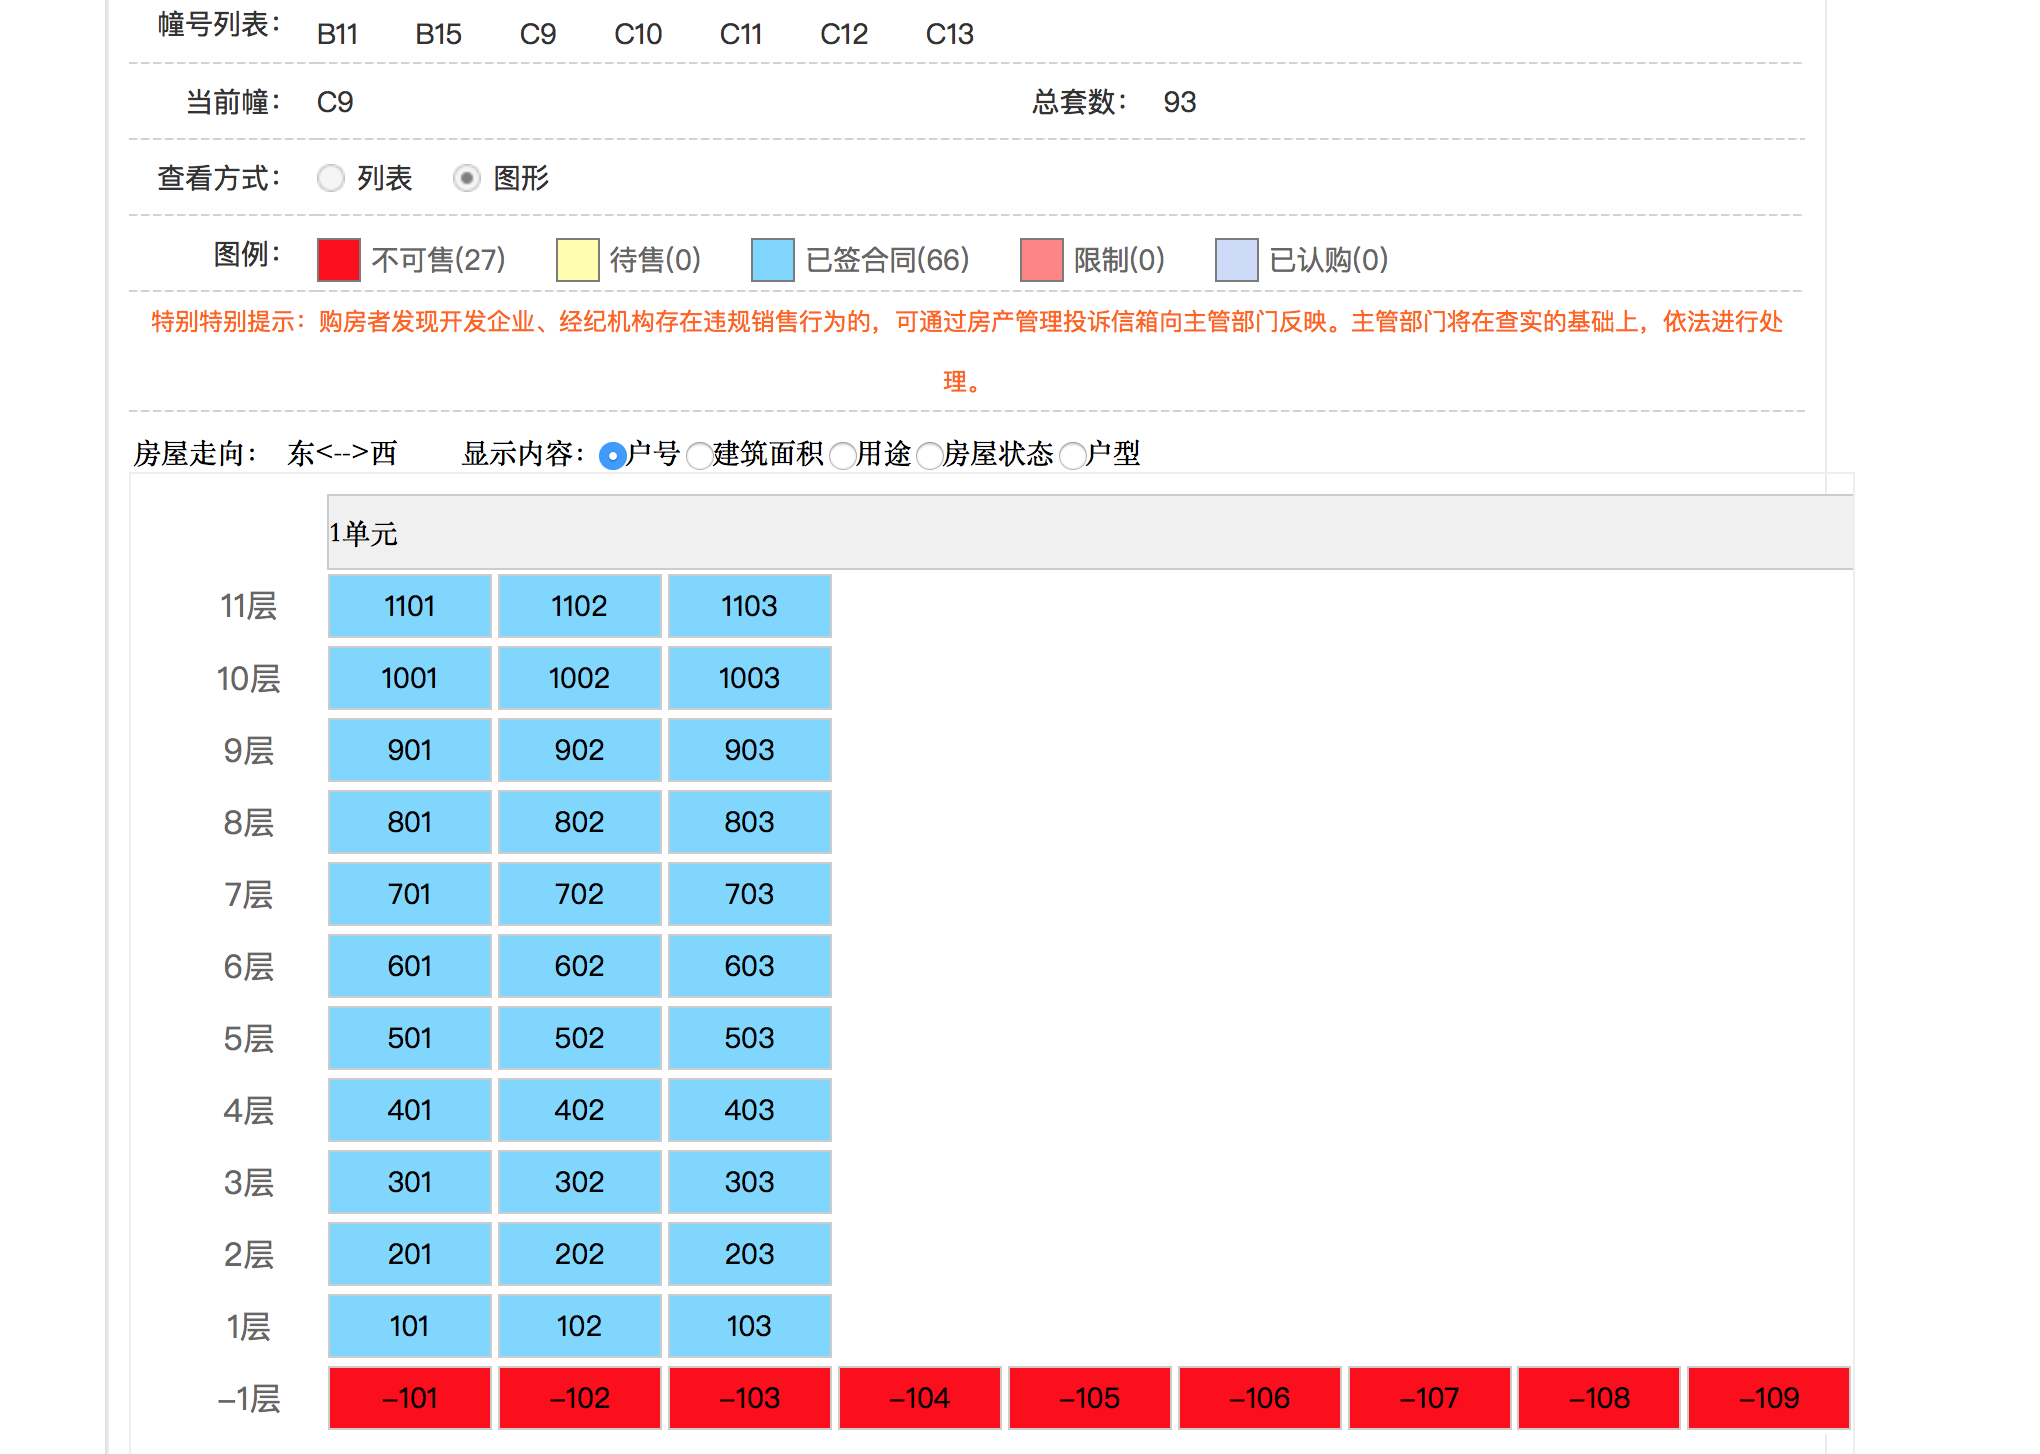 幢号列表： B11 B15 C9 C10 C11 C12 C13
当前幢： C9 总套数： 93
查看方式： 列表 图形
图例： 不可售(27) 待售(0) 已签合同(66) 限制(0) 已认购(0)
特别特别提示：购房者发现开发企业、经纪机构存在违规销售行为的，可通过房产管理投诉信箱向主管部门反映。主管部门将在查实的基础上，依法进行处
理。
房屋走向： 东<-->西 显示内容： 户号 建筑面积 用途 房屋状态 户型
1单元
11层 1101 1102 1103
10层 1001 1002 1003
9层 901 902 903
8层 801 802 803
7层 701 702 703
6层 601 602 603
5层 501 502 503
4层 401 402 403
3层 301 302 303
2层 201 202 203
1层 101 102 103
–1层 –101 –102 –103 –104 –105 –106 –107 –108 –109